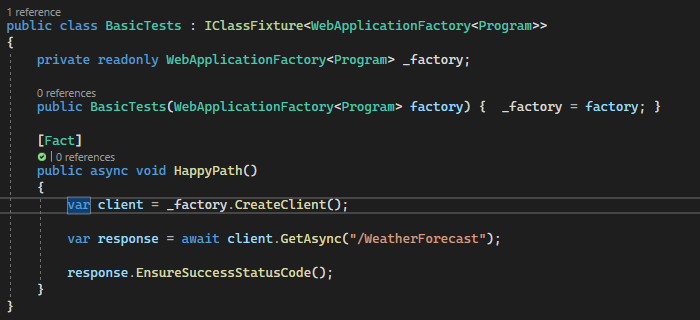 1 reference
public class BasicTests : IClassFixture<WebApplicationFactory<Program>>
{
private readonly WebApplicationFactory<Program> _factory;
0 references
public BasicTests(WebApplicationFactory<Program> factory) {  _factory = factory; }
[Fact]
| 0 references
public async void HappyPath()
{
var client = _factory.CreateClient();
var response = await client.GetAsync("/WeatherForecast");
response.EnsureSuccessStatusCode();
}
}